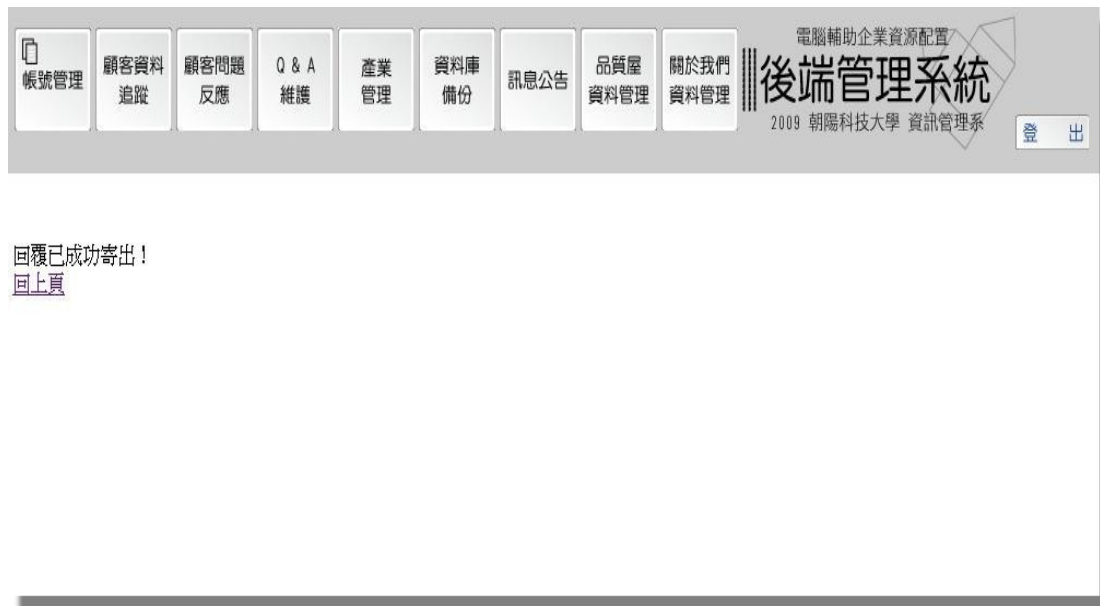 帳號管理
顧客資料
追蹤
顧客問題
反應
Q & A
維護
產業
管理
資料庫
備份
訊息公告
品質屋
資料管理
關於我們
資料管理
電腦輔助企業資源配置
後端管理系統
2009 朝陽科技大學 資訊管理系
登 出
回覆已成功寄出！
回上頁